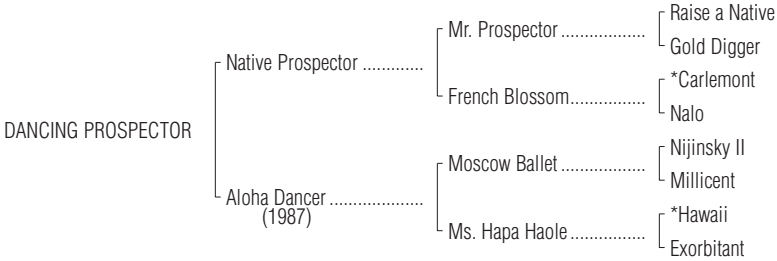 Raise a Native
Mr. Prospector ...................
Gold Digger
Native Prospector .............
*Carlemont
French Blossom................
Nalo
DANCING PROSPECTOR
Nijinsky II
Moscow Ballet ...................
Millicent
Aloha Dancer ....................
(1987)
*Hawaii
Ms. Hapa Haole ................
Exorbitant